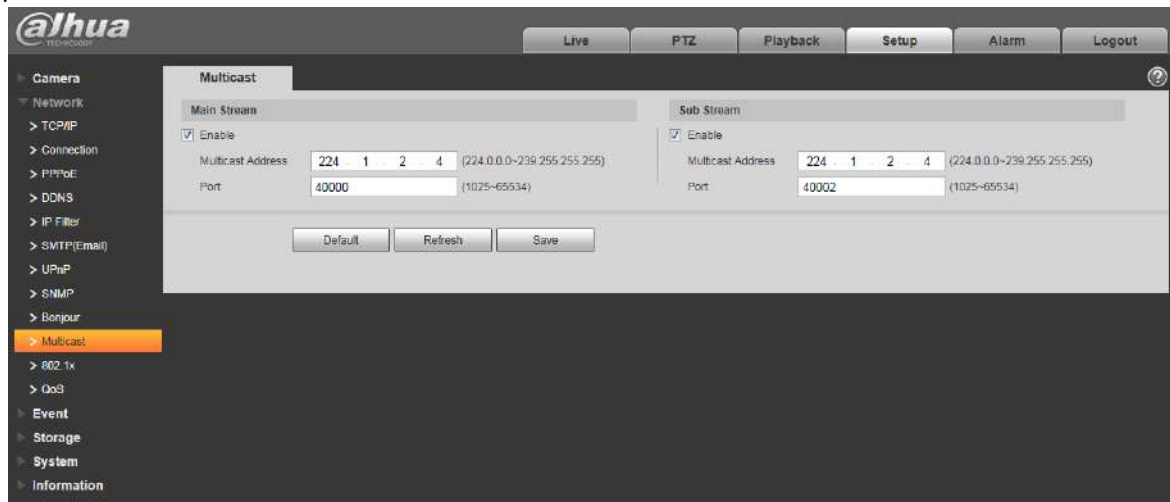 alhua
TECHNOLOGY
Live PTZ Playback Setup Alarm Logout
Camera
Network
> TCP/IP
> Connection
> PPPoE
> DDNS
> IP Filter
> SMTP(Email)
> UPnP
> SNMP
> Bonjour
> Multicast
> 802.1x
> QoS
Event
Storage
System
Information
Multicast
?
Main Stream
Enable
Multicast Address 224 . 1 . 2 . 4 (224.0.0.0~239.255.255.255)
Port 40000 (1025~65534)
Sub Stream
Enable
Multicast Address 224 . 1 . 2 . 4 (224.0.0.0~239.255.255.255)
Port 40002 (1025~65534)
Default Refresh Save